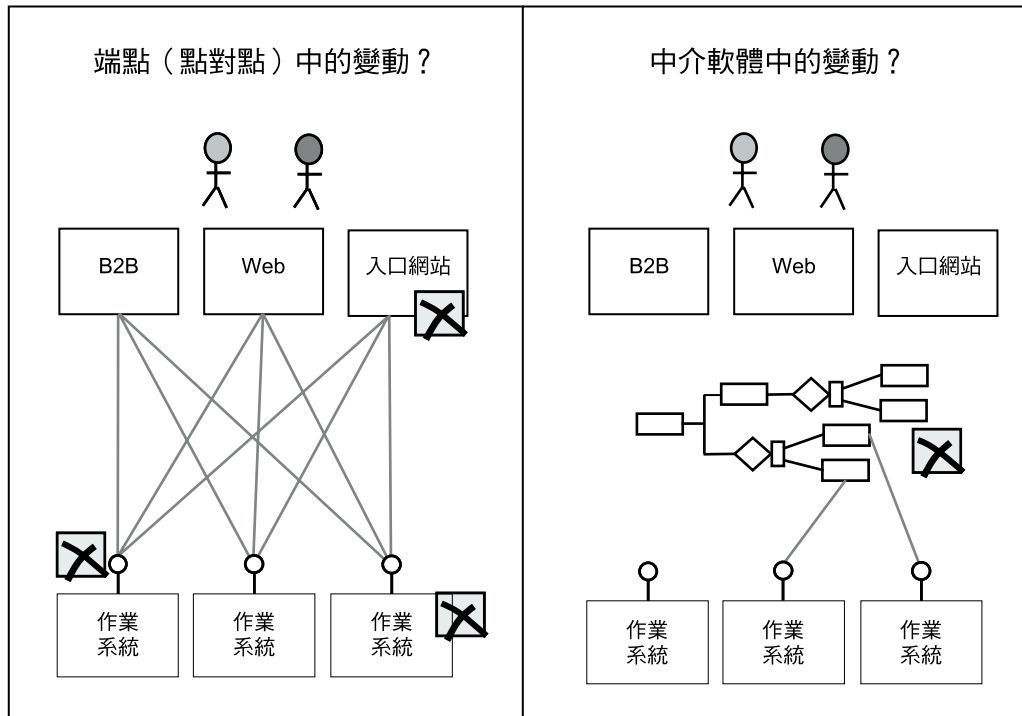 端點（點對點）中的變動？
B2B
Web
入口網站
作業
系統
作業
系統
作業
系統
中介軟體中的變動？
B2B
Web
入口網站
作業
系統
作業
系統
作業
系統